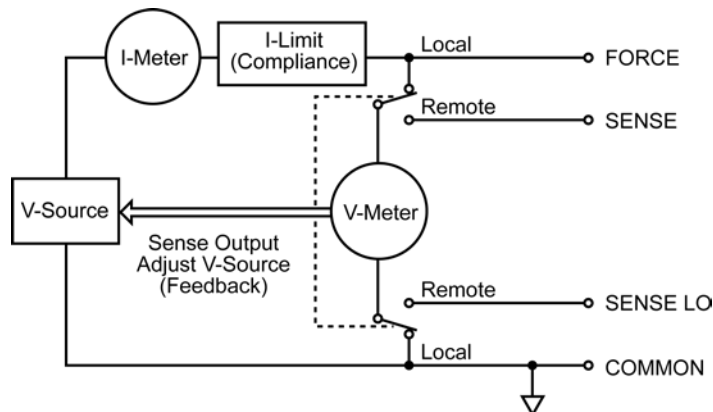 I-Meter
I-Limit
(Compliance)
Local
FORCE
Remote
SENSE
V-Source
V-Meter
Sense Output
Adjust V-Source
(Feedback)
Remote
SENSE LO
Local
COMMON